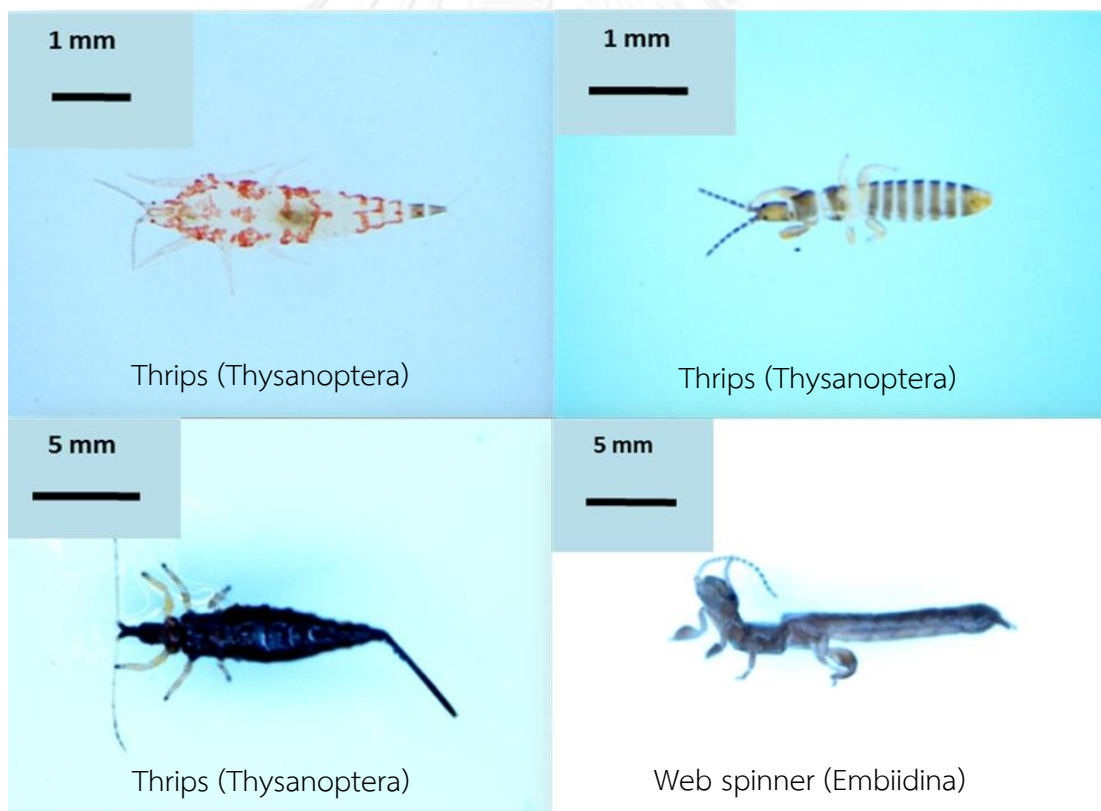 1 mm
1 mm
Thrips (Thysanoptera)
Thrips (Thysanoptera)
5 mm
5 mm
Thrips (Thysanoptera)
Web spinner (Embiidina)